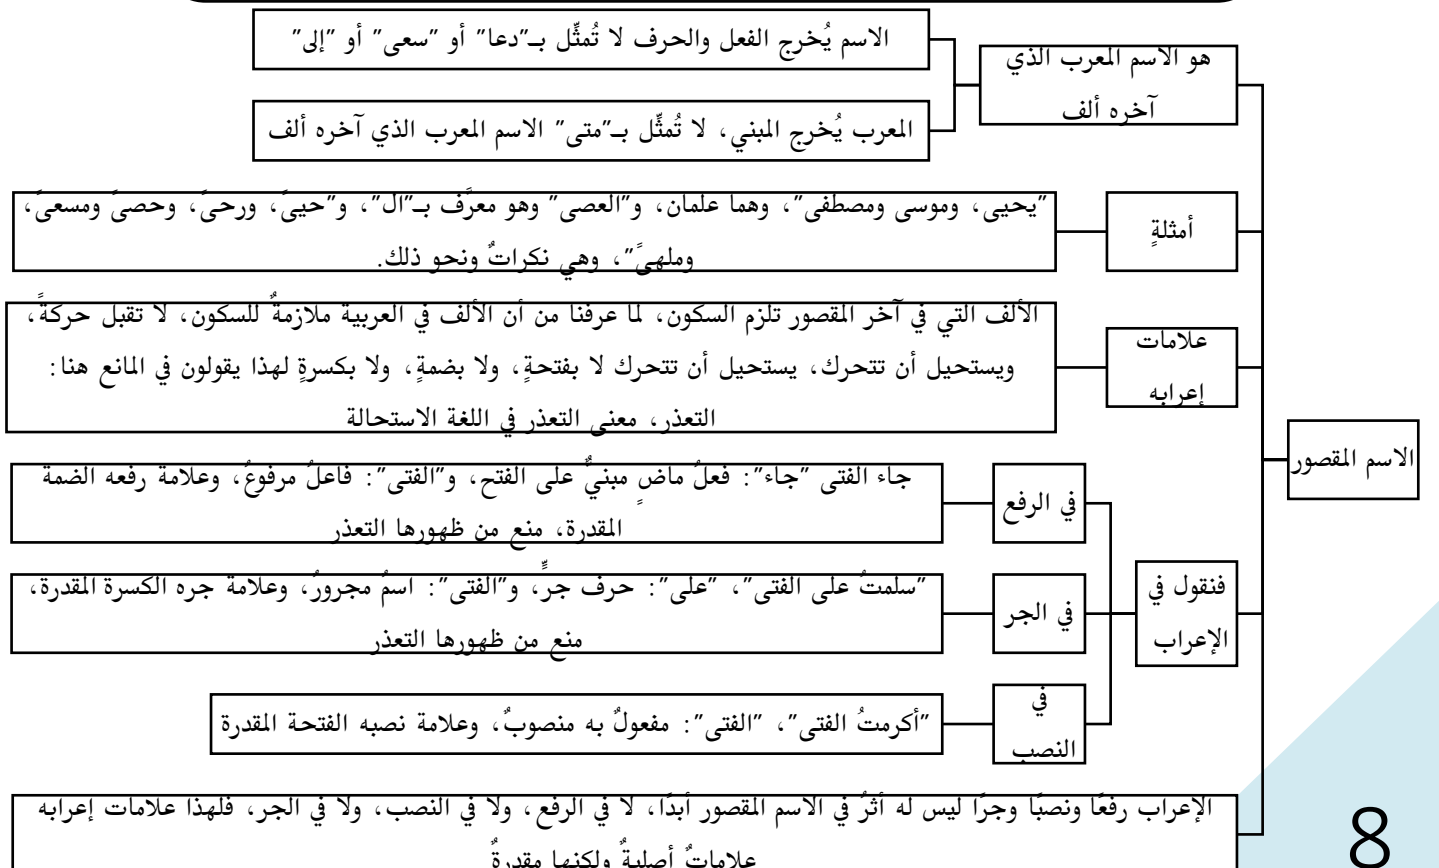 الاسم المقصور
هو الاسم المعرب الذي
آخره ألف
الاسم يُخرج الفعل والحرف لا تُمثِّل بـ"دعا" أو "سعى" أو "إلى"
المعرب يُخرج المبني، لا تُمثِّل بـ"متى" الاسم المعرب الذي آخره ألف
أمثلةٍ
"يحيى، وموسى ومصطفى"، وهما علمان، و"العصى" وهو معرَّف بـ"ال"، و"حيىً، ورحىً، وحصىً ومسعىً،
وملهىً"، وهي نكراتٌ ونحو ذلك.
علامات
إعرابه
الألف التي في آخر المقصور تلزم السكون، لما عرفنا من أن الألف في العربية ملازمةٌ للسكون، لا تقبل حركةً،
ويستحيل أن تتحرك، يستحيل أن تتحرك لا بفتحةٍ، ولا بضمةٍ، ولا بكسرةٍ لهذا يقولون في المانع هنا:
التعذر، معنى التعذر في اللغة الاستحالة
فنقول في
الإعراب
في الرفع
جاء الفتى "جاء": فعلٌ ماضٍ مبنيٌّ على الفتح، و"الفتى": فاعلٌ مرفوعٌ، وعلامة رفعه الضمة
المقدرة، منع من ظهورها التعذر
في الجر
"سلمتُ على الفتى"، "على": حرف جرٍّ، و"الفتى": اسمٌ مجرورٌ، وعلامة جره الكسرة المقدرة،
منع من ظهورها التعذر
في
النصب
"أكرمتُ الفتى"، "الفتى": مفعولٌ به منصوبٌ، وعلامة نصبه الفتحة المقدرة
الإعراب رفعًا ونصبًا وجرًا ليس له أثرٌ في الاسم المقصور أبدًا، لا في الرفع، ولا في النصب، ولا في الجر، فلهذا علامات إعرابه
علاماتٌ أصليةٌ ولكنها مقدرةٌ
8